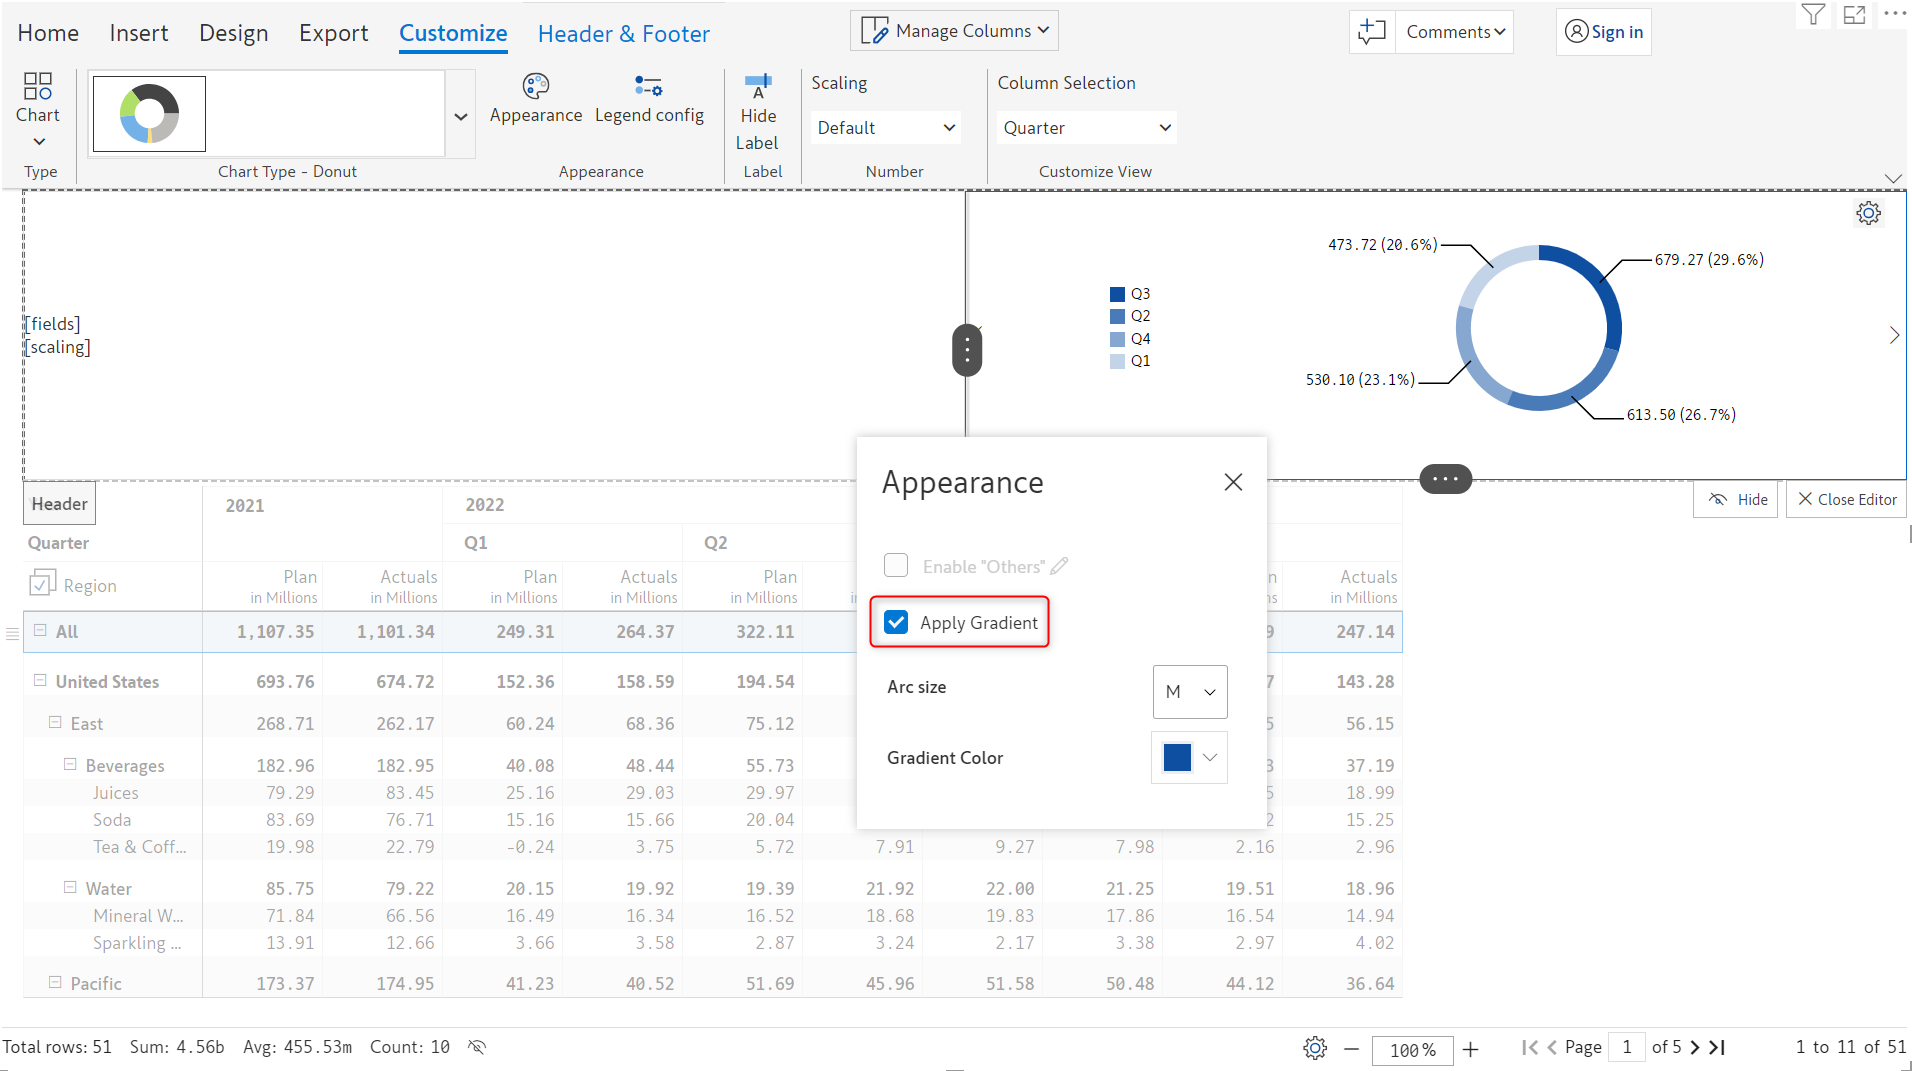 Home Insert Design Export Customize Header & Footer Manage Columns Comments Sign in
Chart Appearance Legend config Hide Label Scaling Default Column Selection Quarter
Type Chart Type - Donut Appearance Label Number Customize View
[fields]
[scaling]
473.72 (20.6%)
679.27 (29.6%)
Q3
Q2
Q4
Q1
530.10 (23.1%)
613.50 (26.7%)
Hide Close Editor
Appearance
Enable "Others"
Apply Gradient
Arc size M
Gradient Color
Header 2021 2022
Quarter Q1 Q2
Region Plan Actuals Plan Actuals Plan Actuals
in Millions in Millions in Millions in Millions in Millions in Millions
All 1,107.35 1,101.34 249.31 264.37 322.11 9 247.14
United States 693.76 674.72 152.36 158.59 194.54 7 143.28
East 268.71 262.17 60.24 68.36 75.12 5 56.15
Beverages 182.96 182.95 40.08 48.44 55.73 3 37.19
Juices 79.29 83.45 25.16 29.03 29.97 5 18.99
Soda 83.69 76.71 15.16 15.66 20.04 2 15.25
Tea & Coff... 19.98 22.79 -0.24 3.75 5.72 7.91 9.27 7.98 2.16 2.96
Water 85.75 79.22 20.15 19.92 19.39 21.92 22.00 21.25 19.51 18.96
Mineral W... 71.84 66.56 16.49 16.34 16.52 18.68 19.83 17.86 16.54 14.94
Sparkling ... 13.91 12.66 3.66 3.58 2.87 3.24 2.17 3.38 2.97 4.02
Pacific 173.37 174.95 41.23 40.52 51.69 45.96 51.58 50.48 44.12 36.64
Total rows: 51 Sum: 4.56b Avg: 455.53m Count: 10 100% Page 1 of 5 1 to 11 of 51